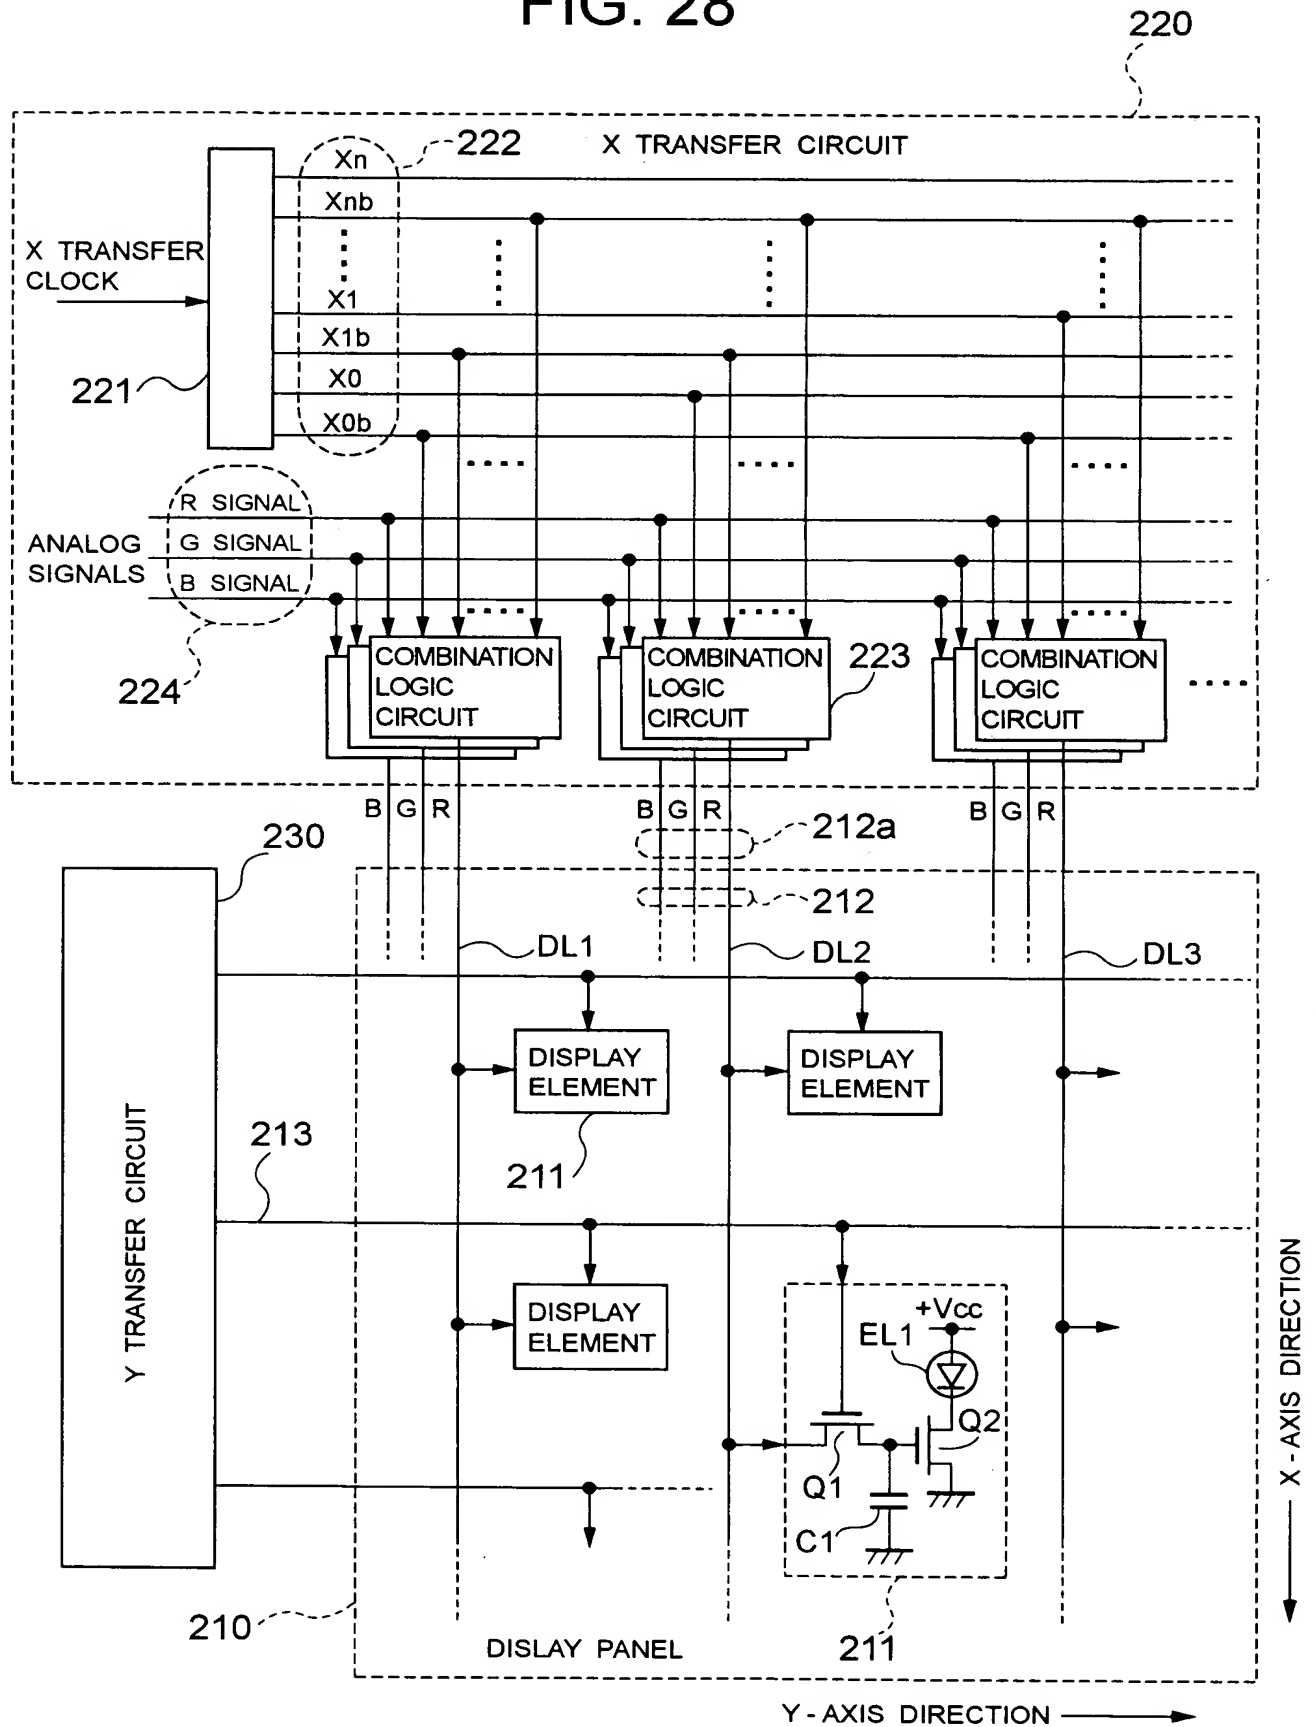 FIG. 28
220
X TRANSFER CIRCUIT
222
Xn
Xnb
X TRANSFER
CLOCK
X1
X1b
221
X0
X0b
R SIGNAL
ANALOG
SIGNALS
G SIGNAL
B SIGNAL
224
COMBINATION
LOGIC
CIRCUIT
COMBINATION
LOGIC
CIRCUIT
223
COMBINATION
LOGIC
CIRCUIT
B G R
B G R
B G R
212a
230
212
DL1
DL2
DL3
DISPLAY
ELEMENT
DISPLAY
ELEMENT
211
213
Y TRANSFER CIRCUIT
DISPLAY
ELEMENT
+Vcc
EL1
Q2
Q1
C1
X-AXIS DIRECTION
210
211
DISLAY PANEL
Y-AXIS DIRECTION